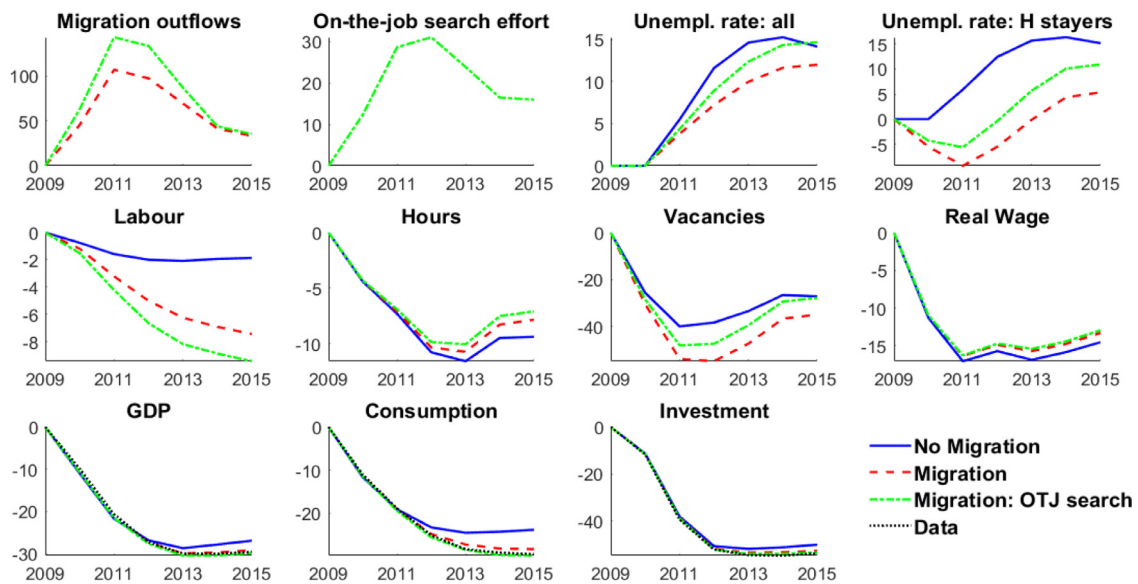 Migration outflows
On-the-job search effort
Unempl. rate: all
Unempl. rate: H stayers
100
50
0
2009 2011 2013 2015
30
20
10
0
2009 2011 2013 2015
15
10
5
0
2009 2011 2013 2015
15
10
5
0
-5
2009 2011 2013 2015
Labour
Hours
Vacancies
Real Wage
0
-2
-4
-6
-8
2009 2011 2013 2015
0
-5
-10
2009 2011 2013 2015
0
-20
-40
2009 2011 2013 2015
0
-5
-10
-15
2009 2011 2013 2015
GDP
Consumption
Investment
0
-10
-20
-30
2009 2011 2013 2015
0
-10
-20
2009 2011 2013 2015
0
-20
-40
2009 2011 2013 2015
No Migration
Migration
Migration: OTJ search
Data